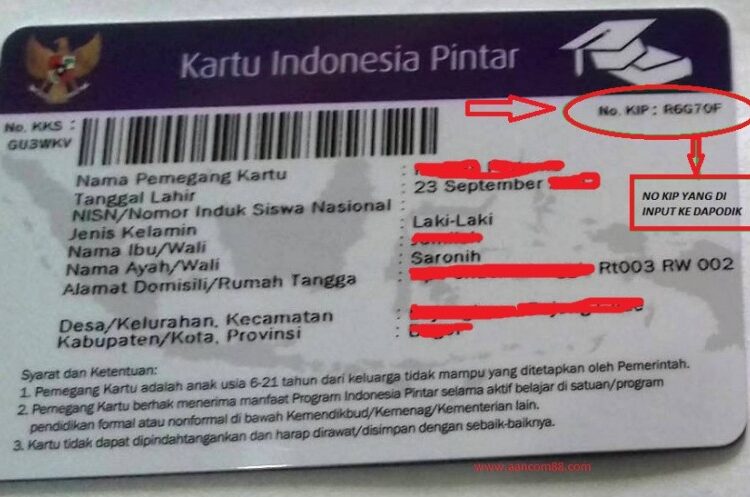 Kartu Indonesia Pintar
No. KKS :
GU3WKV
No. KIP : R6G70F
NO KIP YANG DI
INPUT KE DAPODIK
Nama Pemegang Kartu :
Tanggal Lahir : 23 September
NISN/Nomor Induk Siswa Nasional :
Jenis Kelamin : Laki-Laki
Nama Ibu/Wali :
Nama Ayah/Wali : Saronih
Alamat Domisili/Rumah Tangga : Rt003 RW 002
Desa/Kelurahan, Kecamatan :
Kabupaten/Kota, Provinsi :
Syarat dan Ketentuan:
1. Pemegang Kartu adalah anak usia 6-21 tahun dari keluarga tidak mampu yang ditetapkan oleh Pemerintah.
2. Pemegang Kartu berhak menerima manfaat Program Indonesia Pintar selama aktif belajar di satuan/program
pendidikan formal atau nonformal di bawah Kemendikbud/Kemenag/Kementerian lain.
3. Kartu tidak dapat dipindahtangankan dan harap dirawat/disimpan dengan sebaik-baiknya.
www.aancom88.com